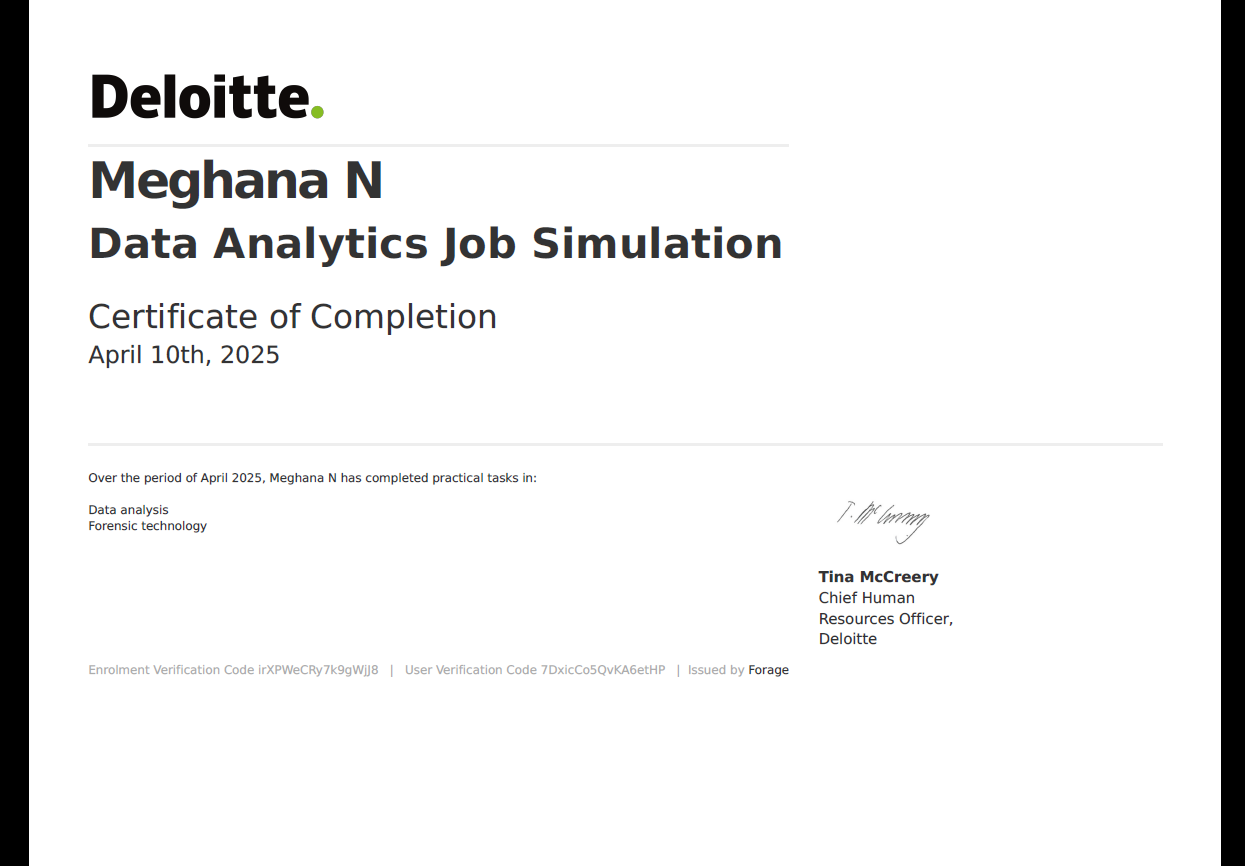 Deloitte.
Meghana N
Data Analytics Job Simulation
Certificate of Completion
April 10th, 2025
Over the period of April 2025, Meghana N has completed practical tasks in:
Data analysis
Forensic technology
T. McCreery
Tina McCreery
Chief Human
Resources Officer,
Deloitte
Enrolment Verification Code irXPWeCRy7k9gWjJ8 | User Verification Code 7DxicCo5QvKA6etHP | Issued by Forage